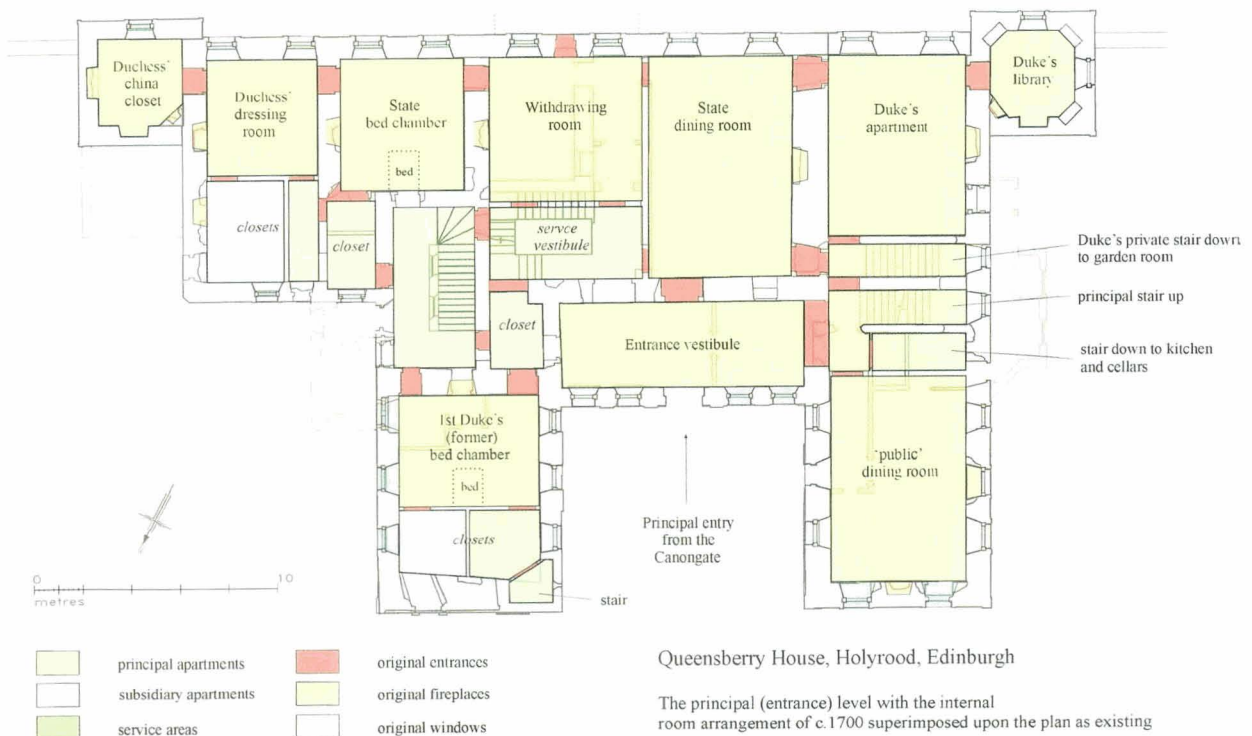 Duchess'
china
closet
Duchess'
dressing
room
State
bed chamber
bed
Withdrawing
room
State
dining room
Duke's
apartment
Duke's
library
closets
closet
servce
vestibule
closet
Entrance vestibule
Duke's private stair down
to garden room
principal stair up
stair down to kitchen
and cellars
1st Duke's
(former)
bed chamber
bed
closets
stair
'public'
dining room
Principal entry
from the
Canongate
0 10
metres
principal apartments
subsidiary apartments
service areas
original entrances
original fireplaces
original windows
Queensberry House, Holyrood, Edinburgh
The principal (entrance) level with the internal
room arrangement of c.1700 superimposed upon the plan as existing